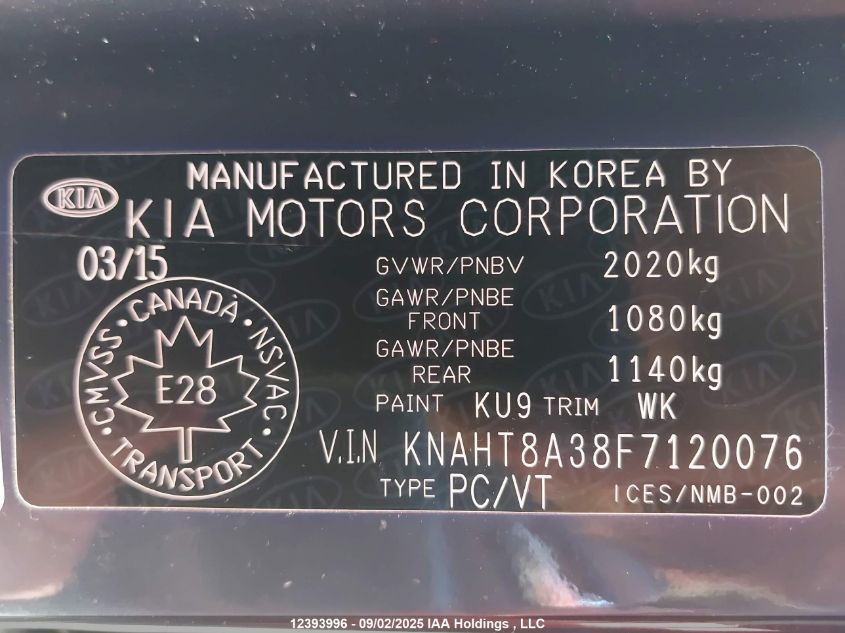 MANUFACTURED IN KOREA BY
KIA
KIA MOTORS CORPORATION
03/15
GVWR/PNBV 2020kg
GAWR/PNBE FRONT 1080kg
GAWR/PNBE REAR 1140kg
PAINT KU9 TRIM WK
CANADA
CMVSS • NSVAC
E28
TRANSPORT
V.I.N KNAHT8A38F7120076
TYPE PC/VT ICES/NMB-002
12393996 - 09/02/2025 IAA Holdings , LLC